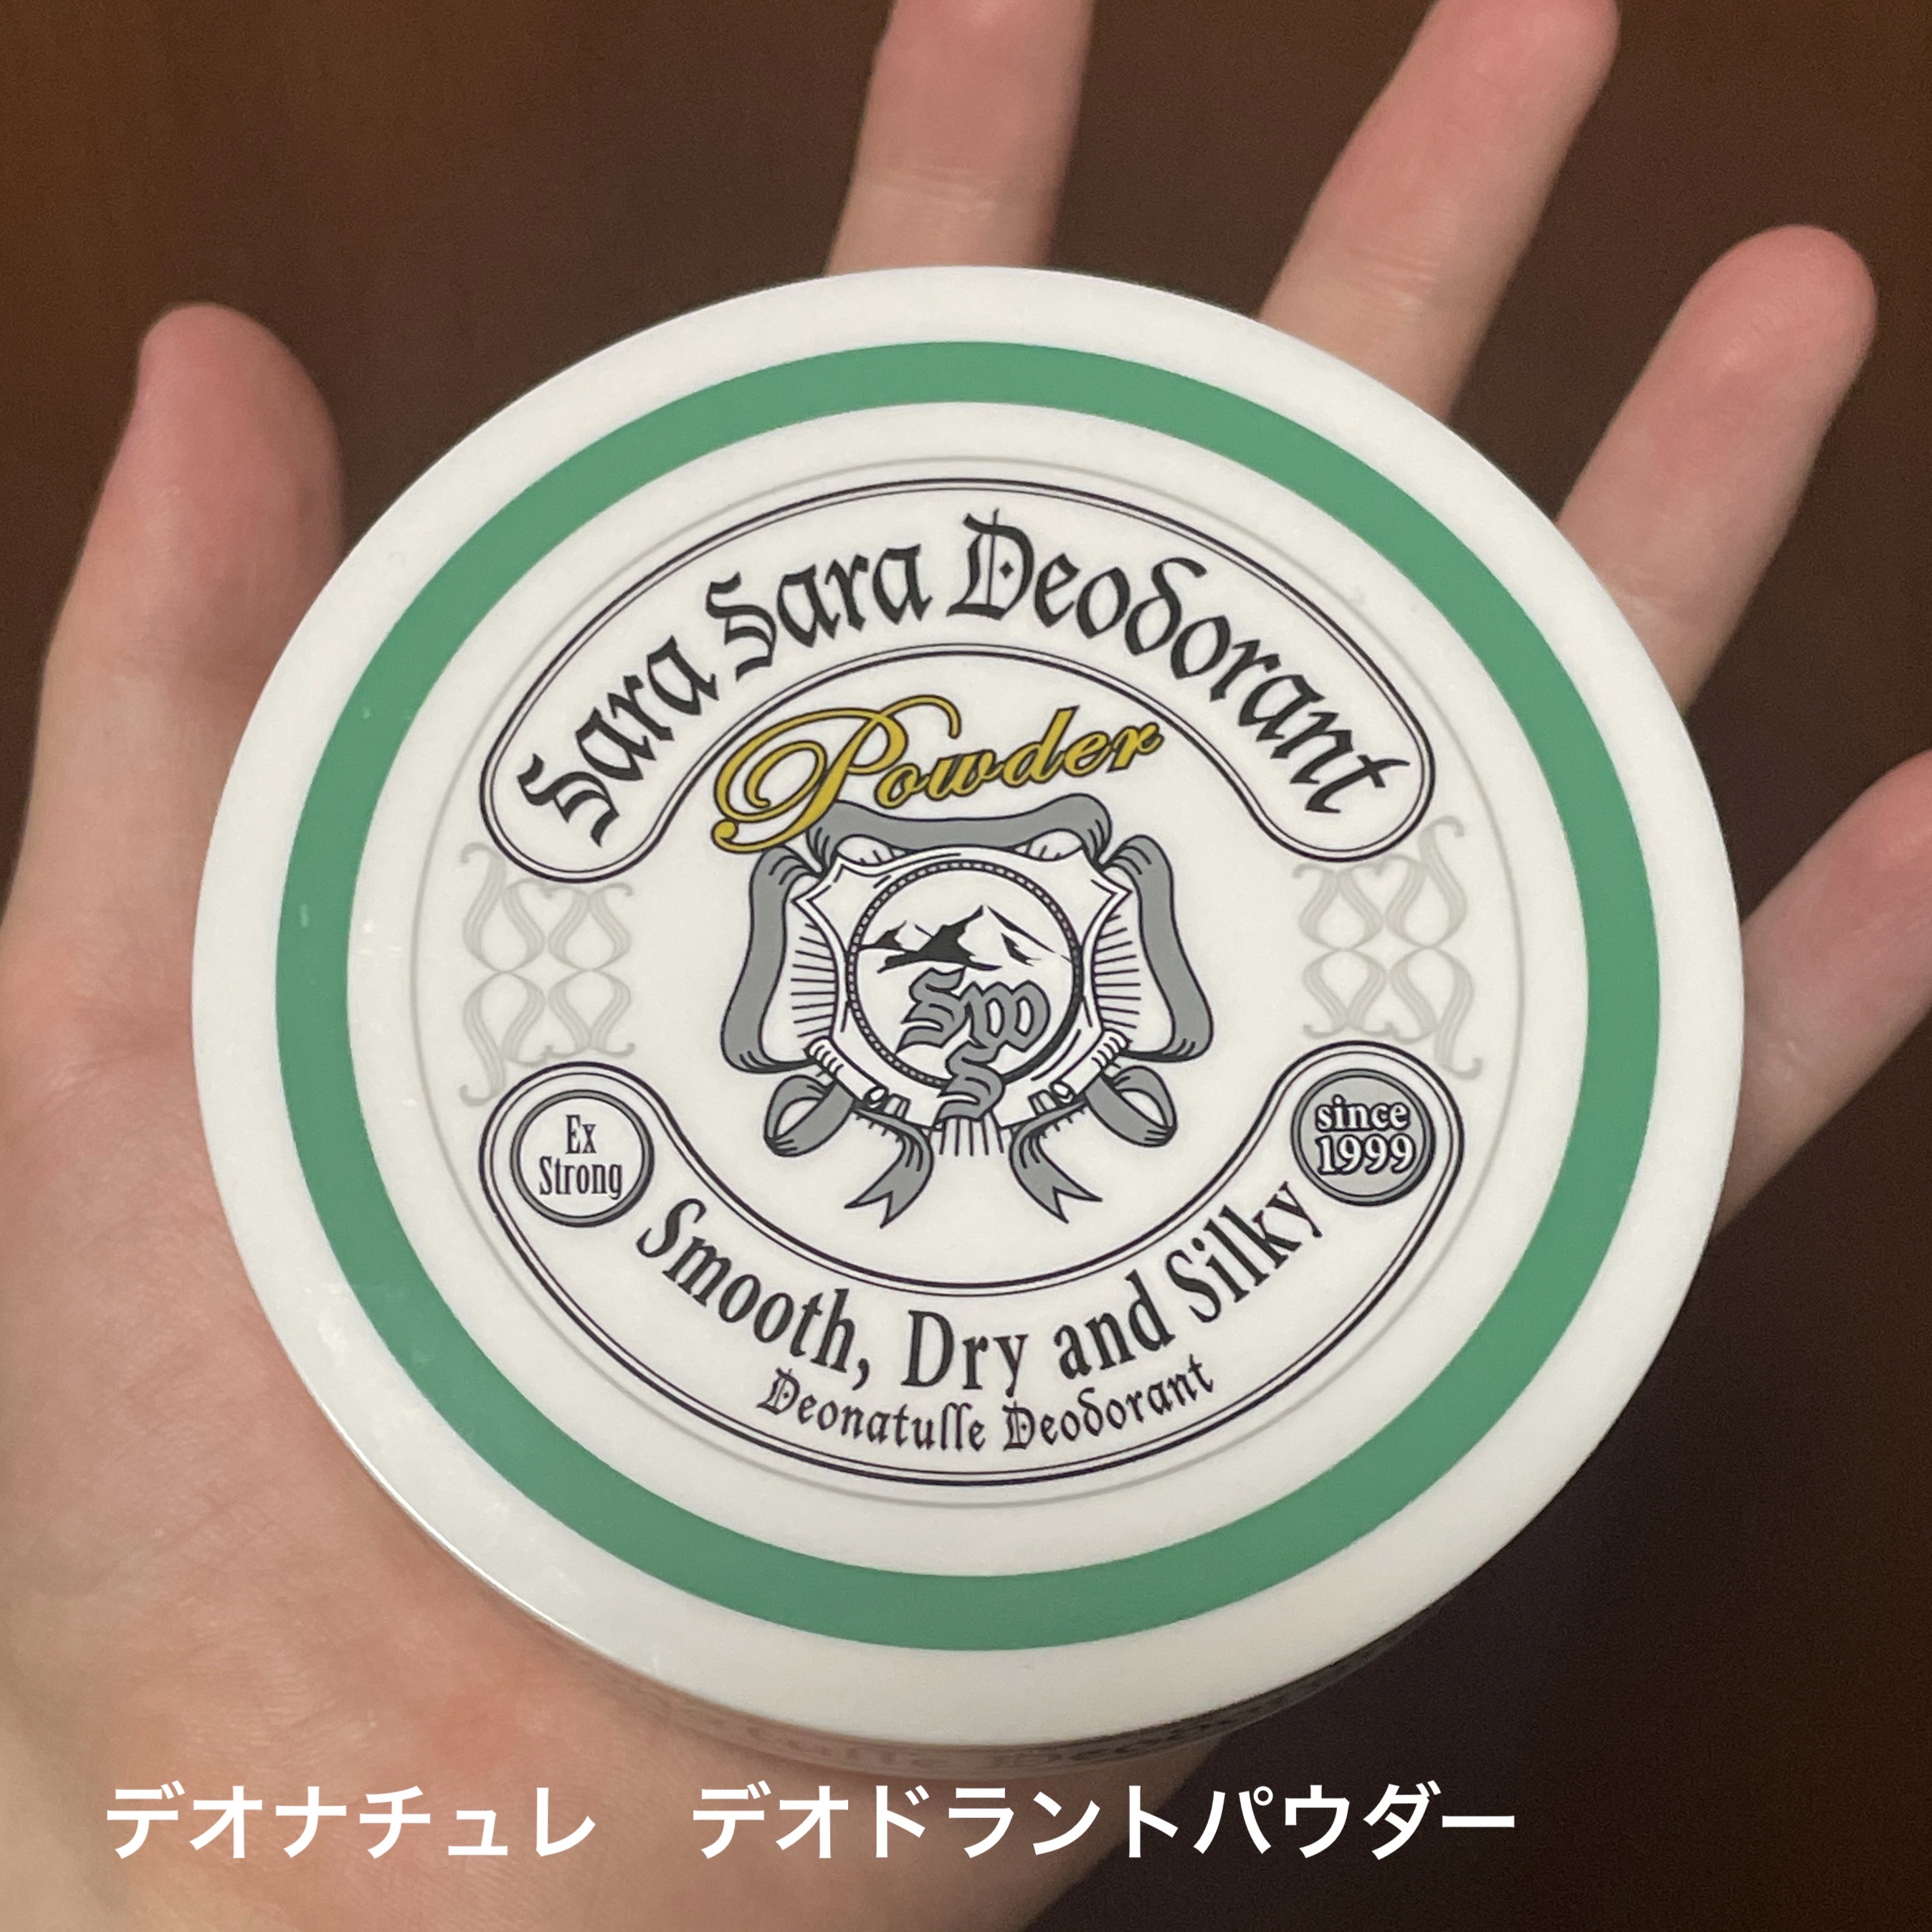 Sara Sara Deodorant
Powder
sww
s
Ex
Strong
since
1999
Smooth, Dry and Silky
Deonatulle Deodorant
デオナチュレ　デオドラントパウダー